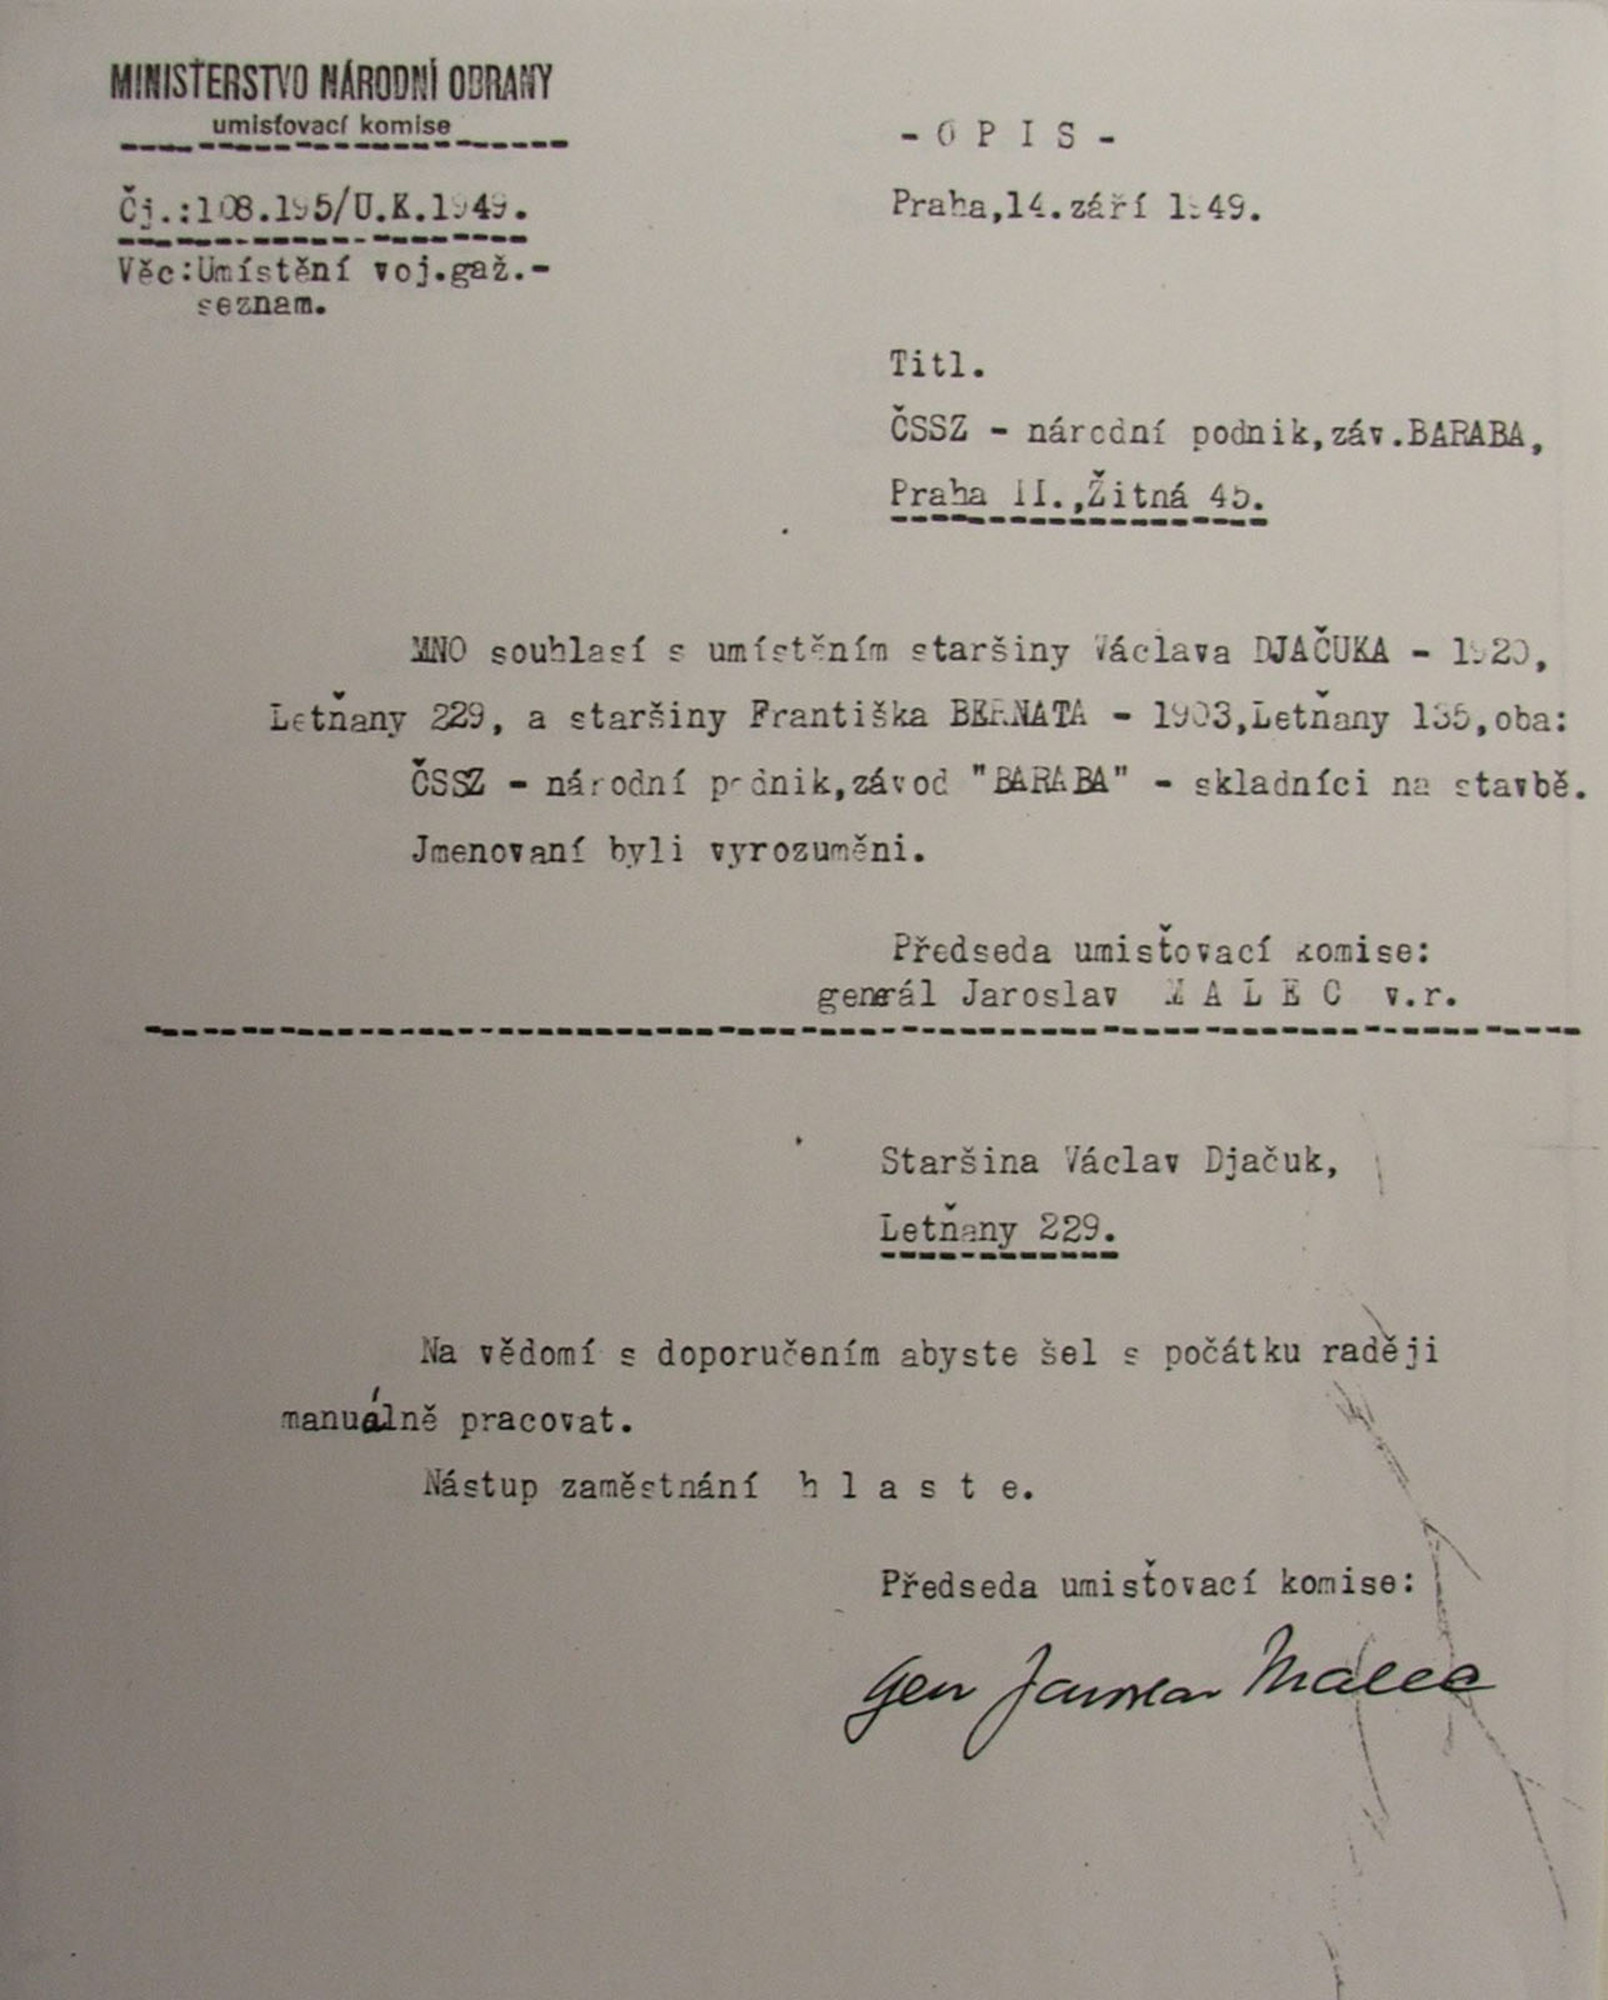 MINISTERSTVO NÁRODNÍ OBRANY
umisťovací komise
- O P I S -
Čj.:108.195/U.K.1949.
Praha,14.září 1949.
Věc:Umístění voj.gaž.-
seznam.
Titl.
ČSSZ - národní podnik,záv.BARABA,
Praha II.,Žitná 45.
MNO souhlasí s umístěním staršiny Václava DJAČUKA - 1920,
Letňany 229, a staršiny Františka BERNATA - 1903,Letňany 135,oba:
ČSSZ - národní podnik,závod "BARABA" - skladníci na stavbě.
Jmenovaní byli vyrozuměni.
Předseda umisťovací komise:
generál Jaroslav M A L E C v.r.
Staršina Václav Djačuk,
Letňany 229.
Na vědomí s doporučením abyste šel s počátku raději
manuálně pracovat.
Nástup zaměstnání h l a s t e.
Předseda umisťovací komise:
Gen Jaroslav Malec